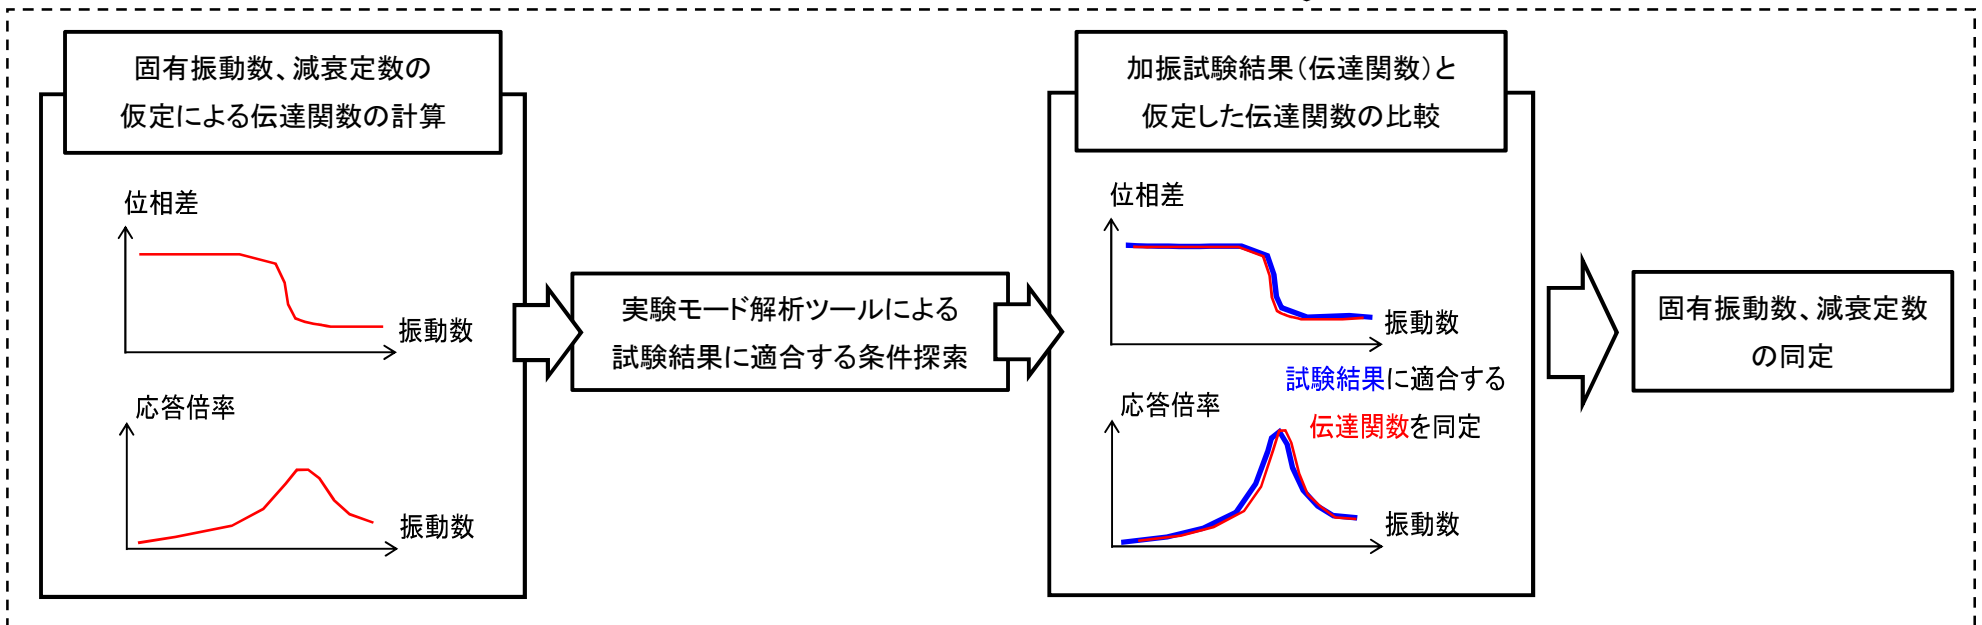 固有振動数、減衰定数の
仮定による伝達関数の計算
位相差
振動数
応答倍率
振動数
実験モード解析ツールによる
試験結果に適合する条件探索
加振試験結果(伝達関数)と
仮定した伝達関数の比較
位相差
振動数
試験結果に適合する
伝達関数を同定
応答倍率
振動数
固有振動数、減衰定数
の同定